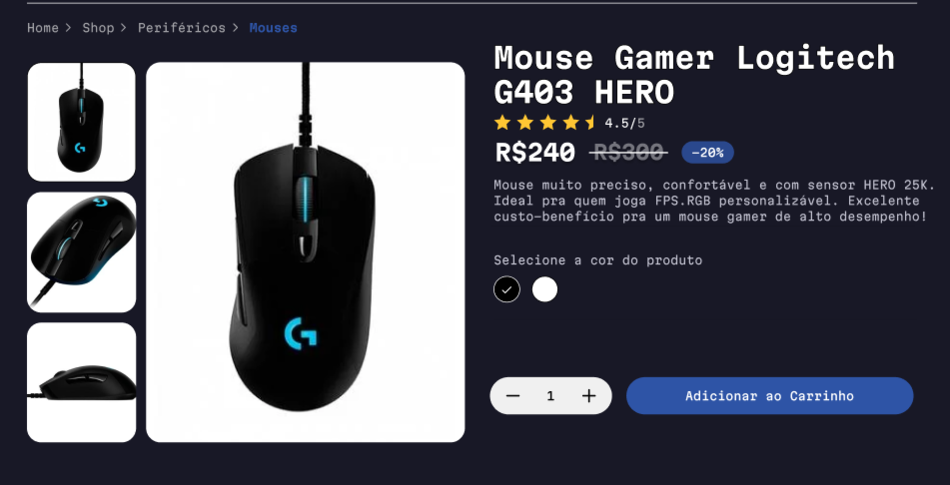 Home > Shop > Periféricos > Mouses
Mouse Gamer Logitech
G403 HERO
4.5/5
R$240 R$300 -20%
Mouse muito preciso, confortável e com sensor HERO 25K.
Ideal pra quem joga FPS.RGB personalizável. Excelente
custo-benefício pra um mouse gamer de alto desempenho!
Selecione a cor do produto
− 1 +
Adicionar ao Carrinho